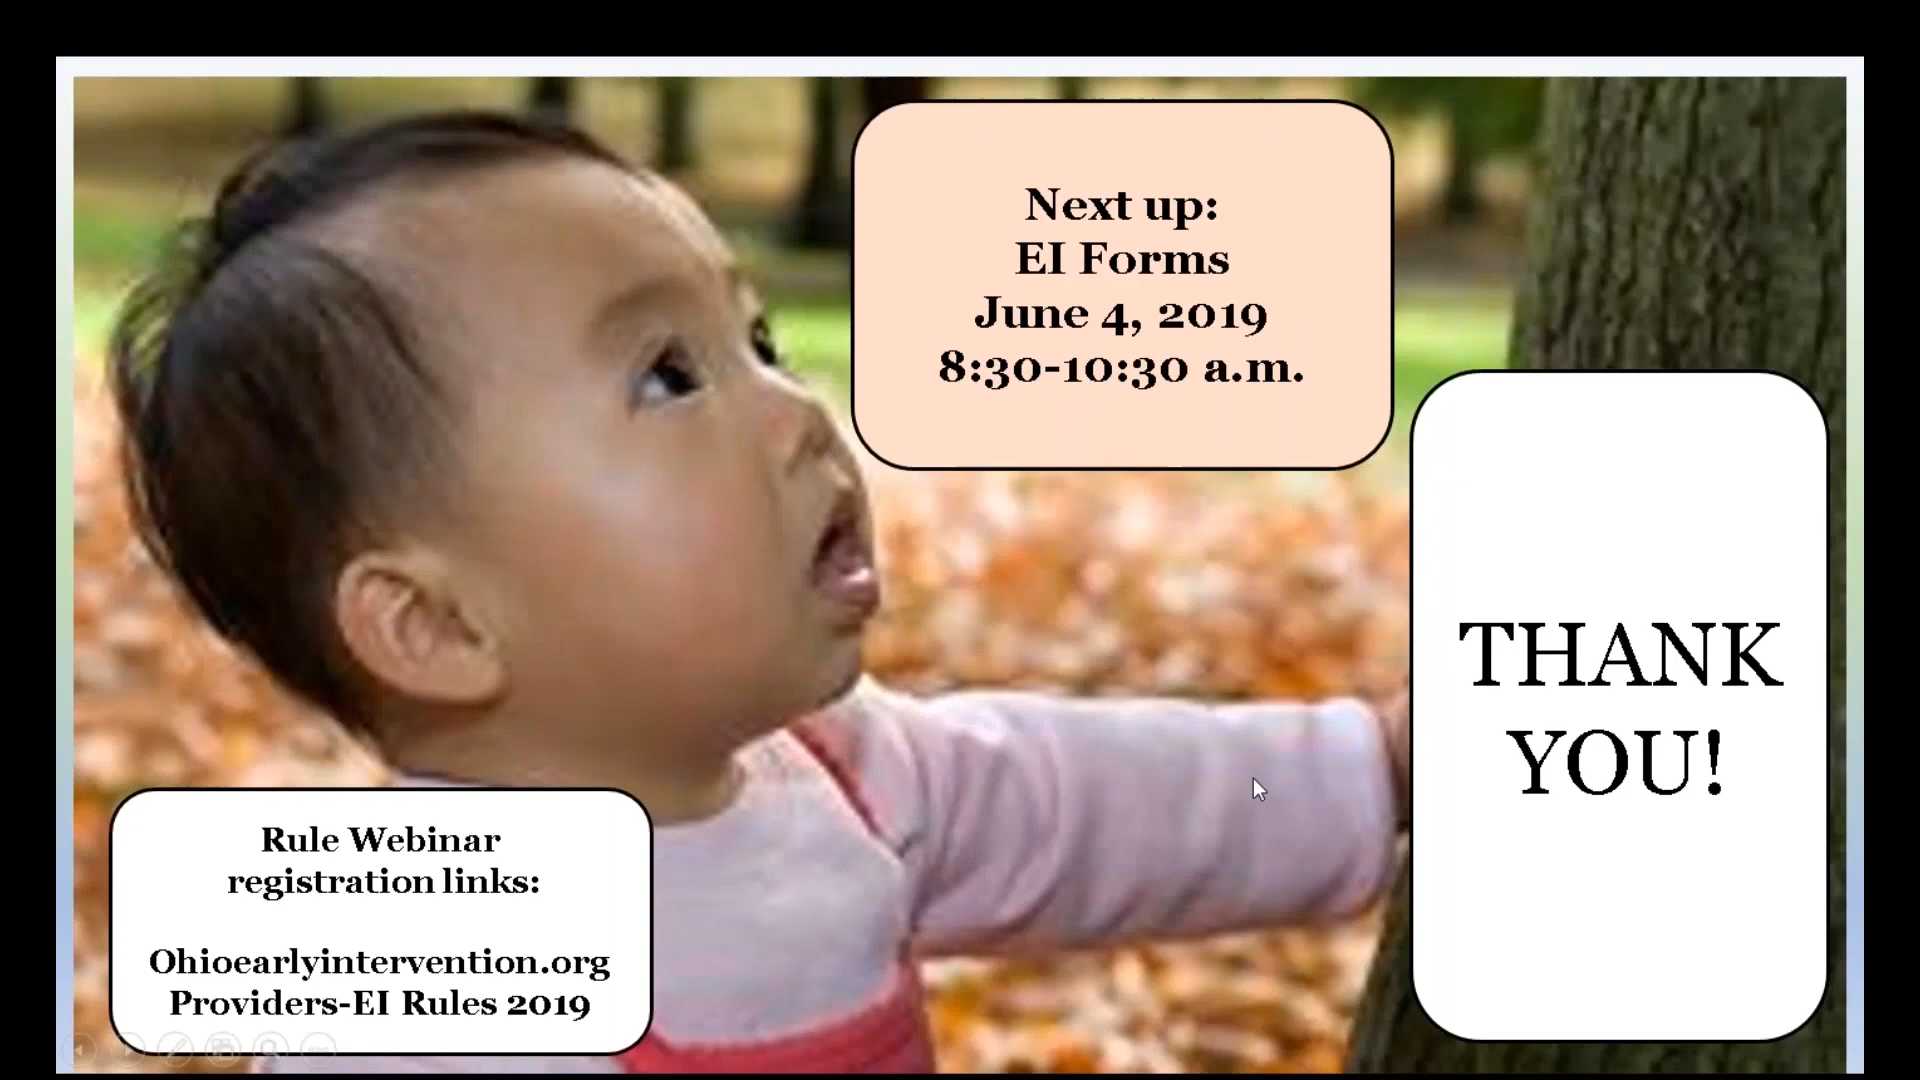 Next up:
EI Forms
June 4, 2019
8:30-10:30 a.m.
THANK
YOU!
Rule Webinar
registration links:
Ohioearlyintervention.org
Providers-EI Rules 2019